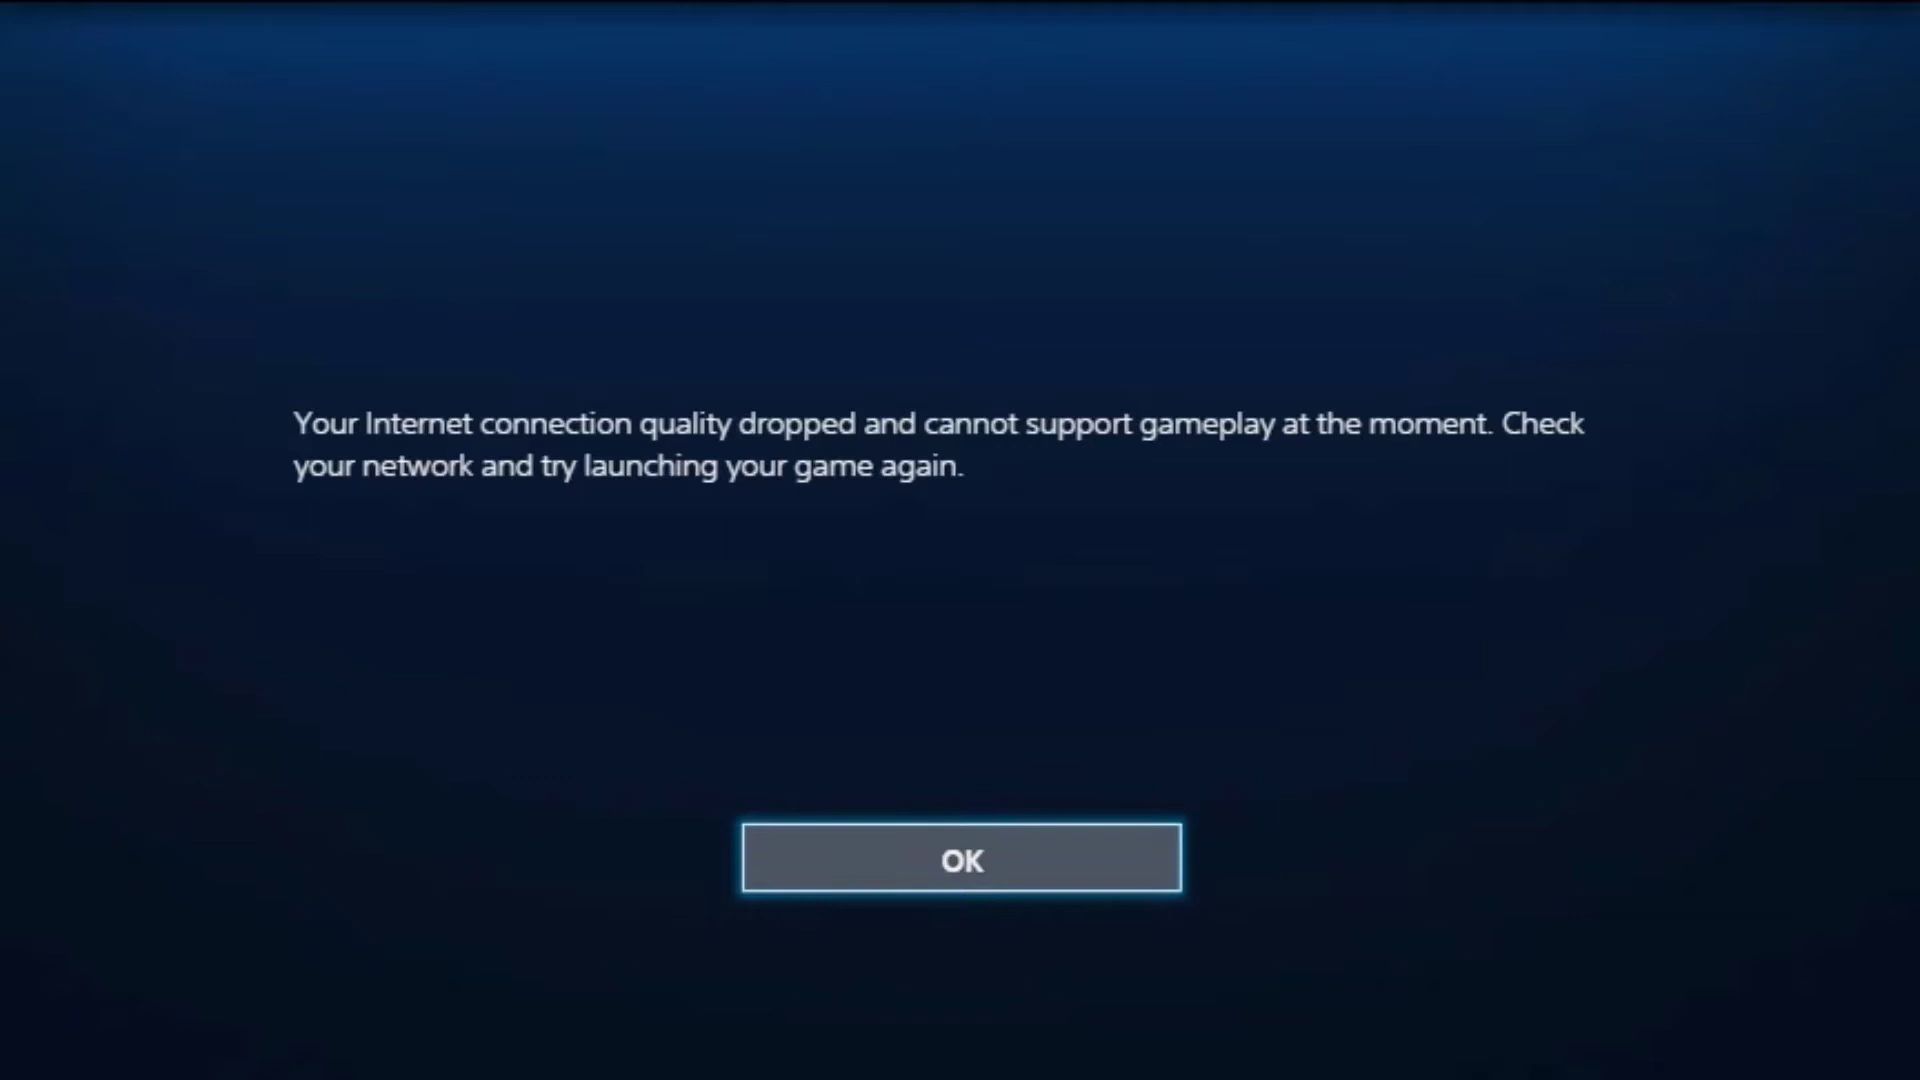 Your Internet connection quality dropped and cannot support gameplay at the moment. Check
your network and try launching your game again.
OK